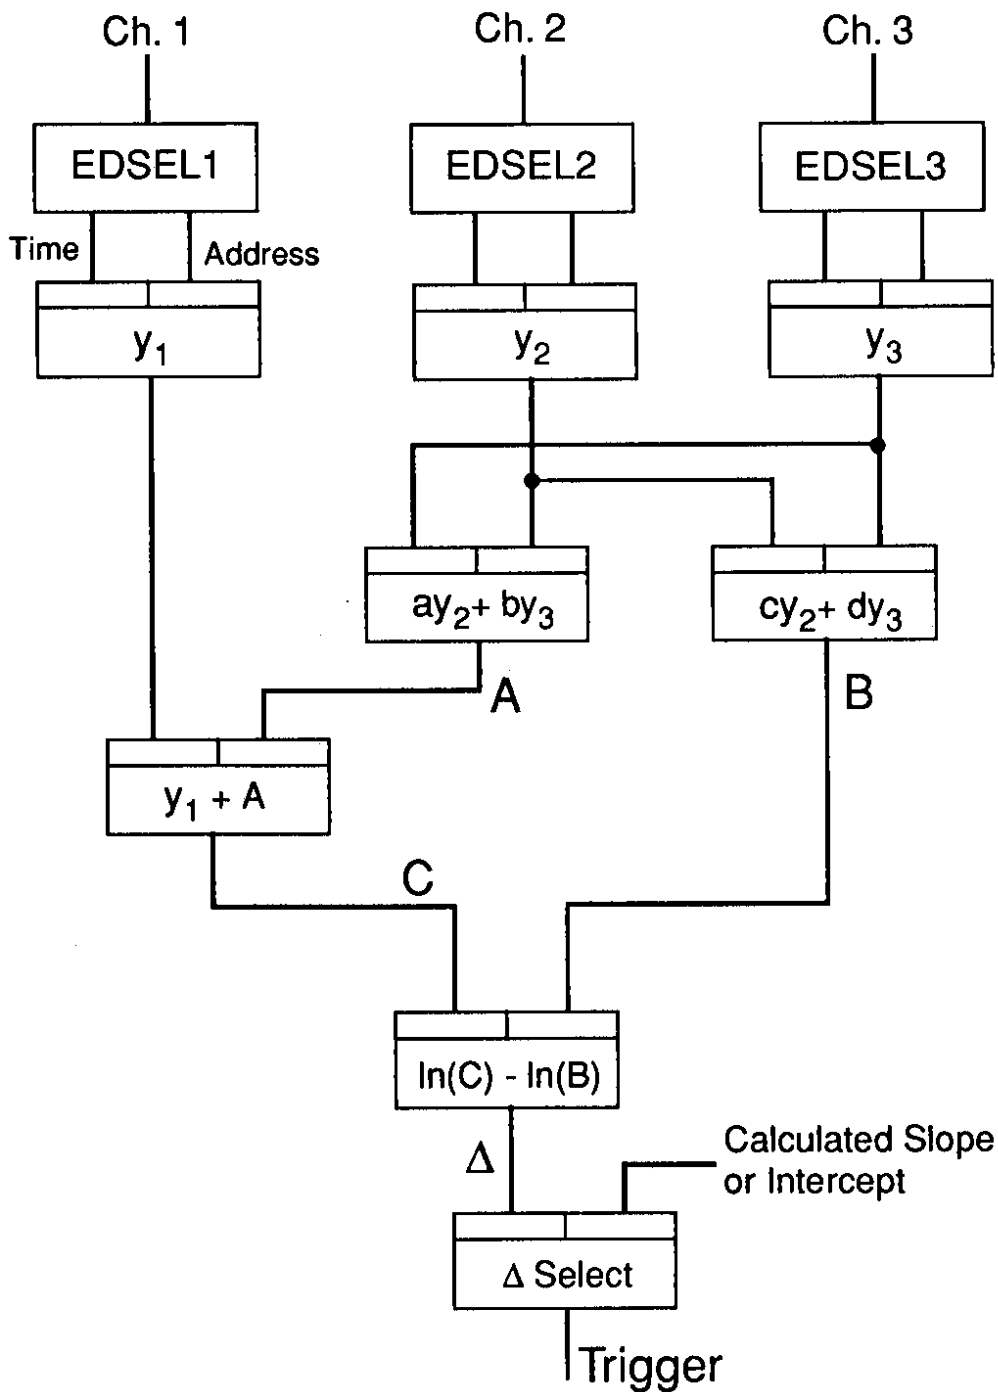 Ch. 1
Ch. 2
Ch. 3
EDSEL1
EDSEL2
EDSEL3
Time
Address
y₁
y₂
y₃
ay₂+ by₃
cy₂+ dy₃
A
B
y₁ + A
C
ln(C) - ln(B)
Δ
Calculated Slope
or Intercept
Δ Select
Trigger